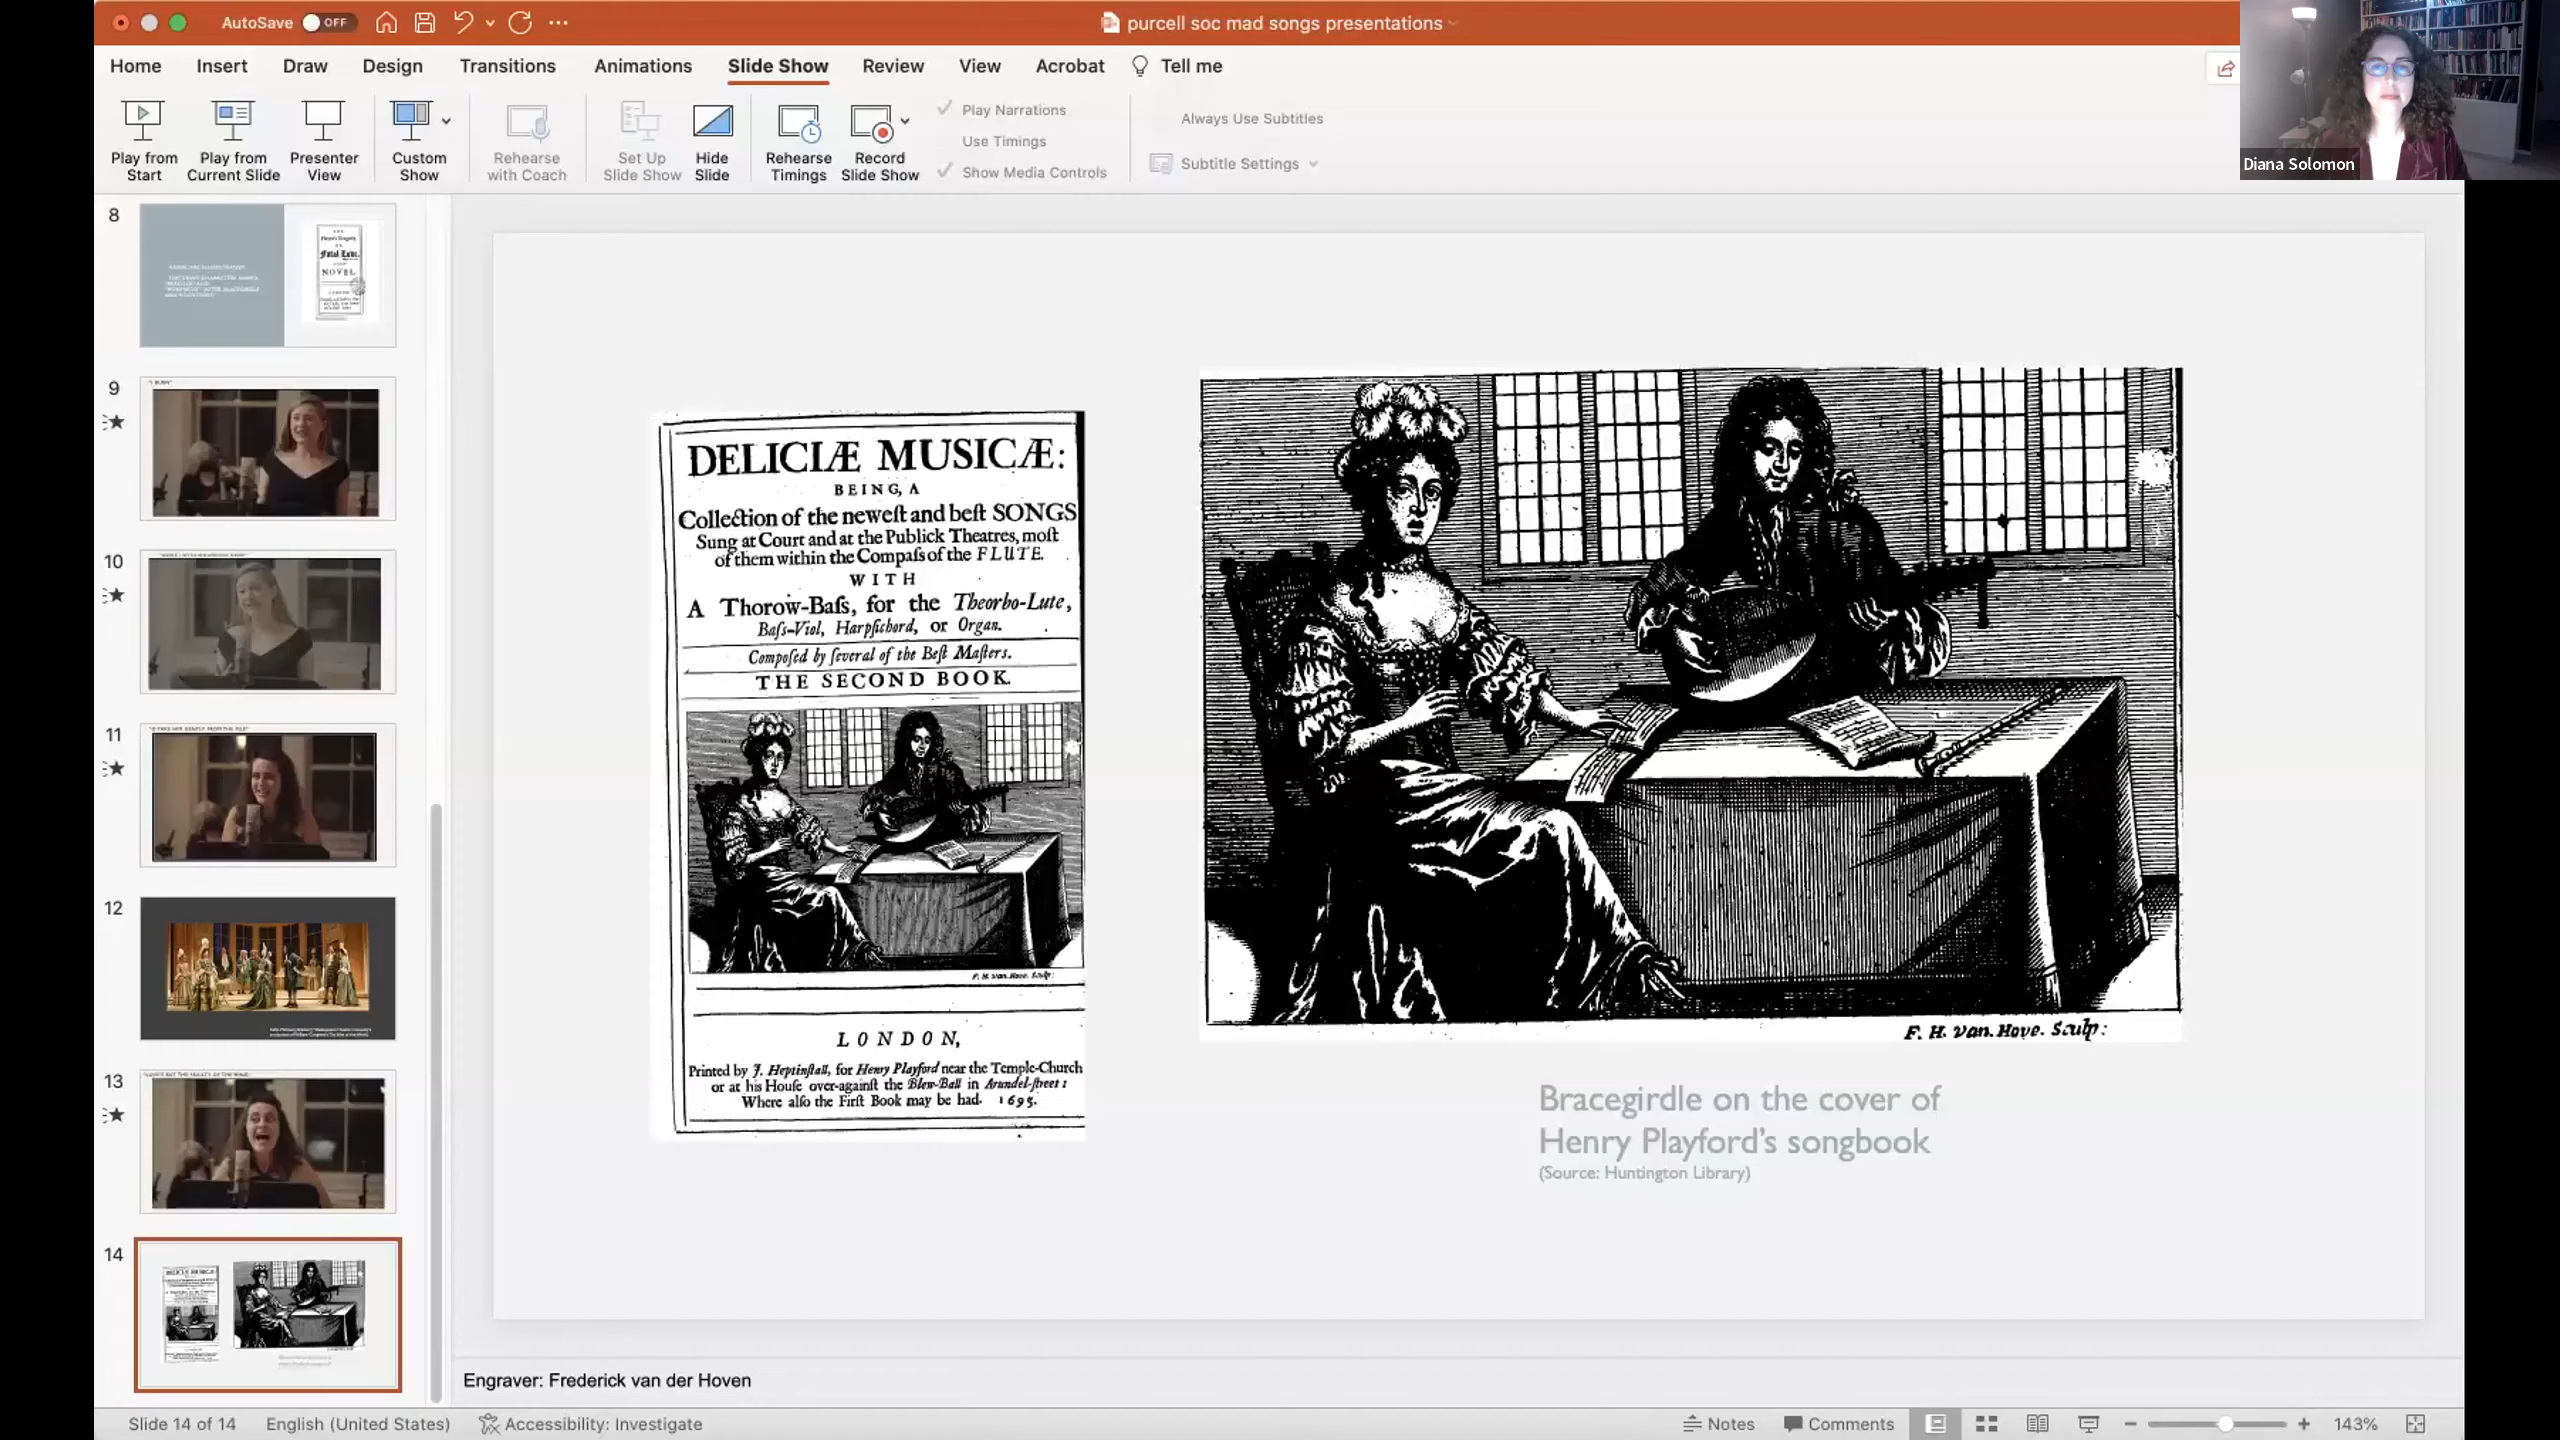 AutoSave OFF
purcell soc mad songs presentations
Home Insert Draw Design Transitions Animations Slide Show Review View Acrobat Tell me
Play from Start
Play from Current Slide
Presenter View
Custom Show
Rehearse with Coach
Set Up Slide Show
Hide Slide
Rehearse Timings
Record Slide Show
Play Narrations
Use Timings
Show Media Controls
Always Use Subtitles
Subtitle Settings
Diana Solomon
8
Fatal Love.
NOVEL
9
"I BURN"
10
11
12
13
14
DELICIÆ MUSICÆ:
BEING, A
Collection of the neweſt and beſt SONGS
Sung at Court and at the Publick Theatres, moſt
of them within the Compaſs of the FLUTE.
WITH
A Thorow-Baſs, for the Theorbo-Lute,
Baſs-Viol, Harpſichord, or Organ.
Compoſed by ſeveral of the Beſt Maſters.
THE SECOND BOOK.
F. H. van. Hove. Sculp:
LONDON,
Printed by J. Heptinſtall, for Henry Playford near the Temple-Church
or at his Houſe over-againſt the Blew-Ball in Arundel-ſtreet:
Where alſo the Firſt Book may be had. 1695.
F. H. van. Hove. Sculp:
Bracegirdle on the cover of
Henry Playford's songbook
(Source: Huntington Library)
Engraver: Frederick van der Hoven
Slide 14 of 14 English (United States) Accessibility: Investigate Notes Comments 143%